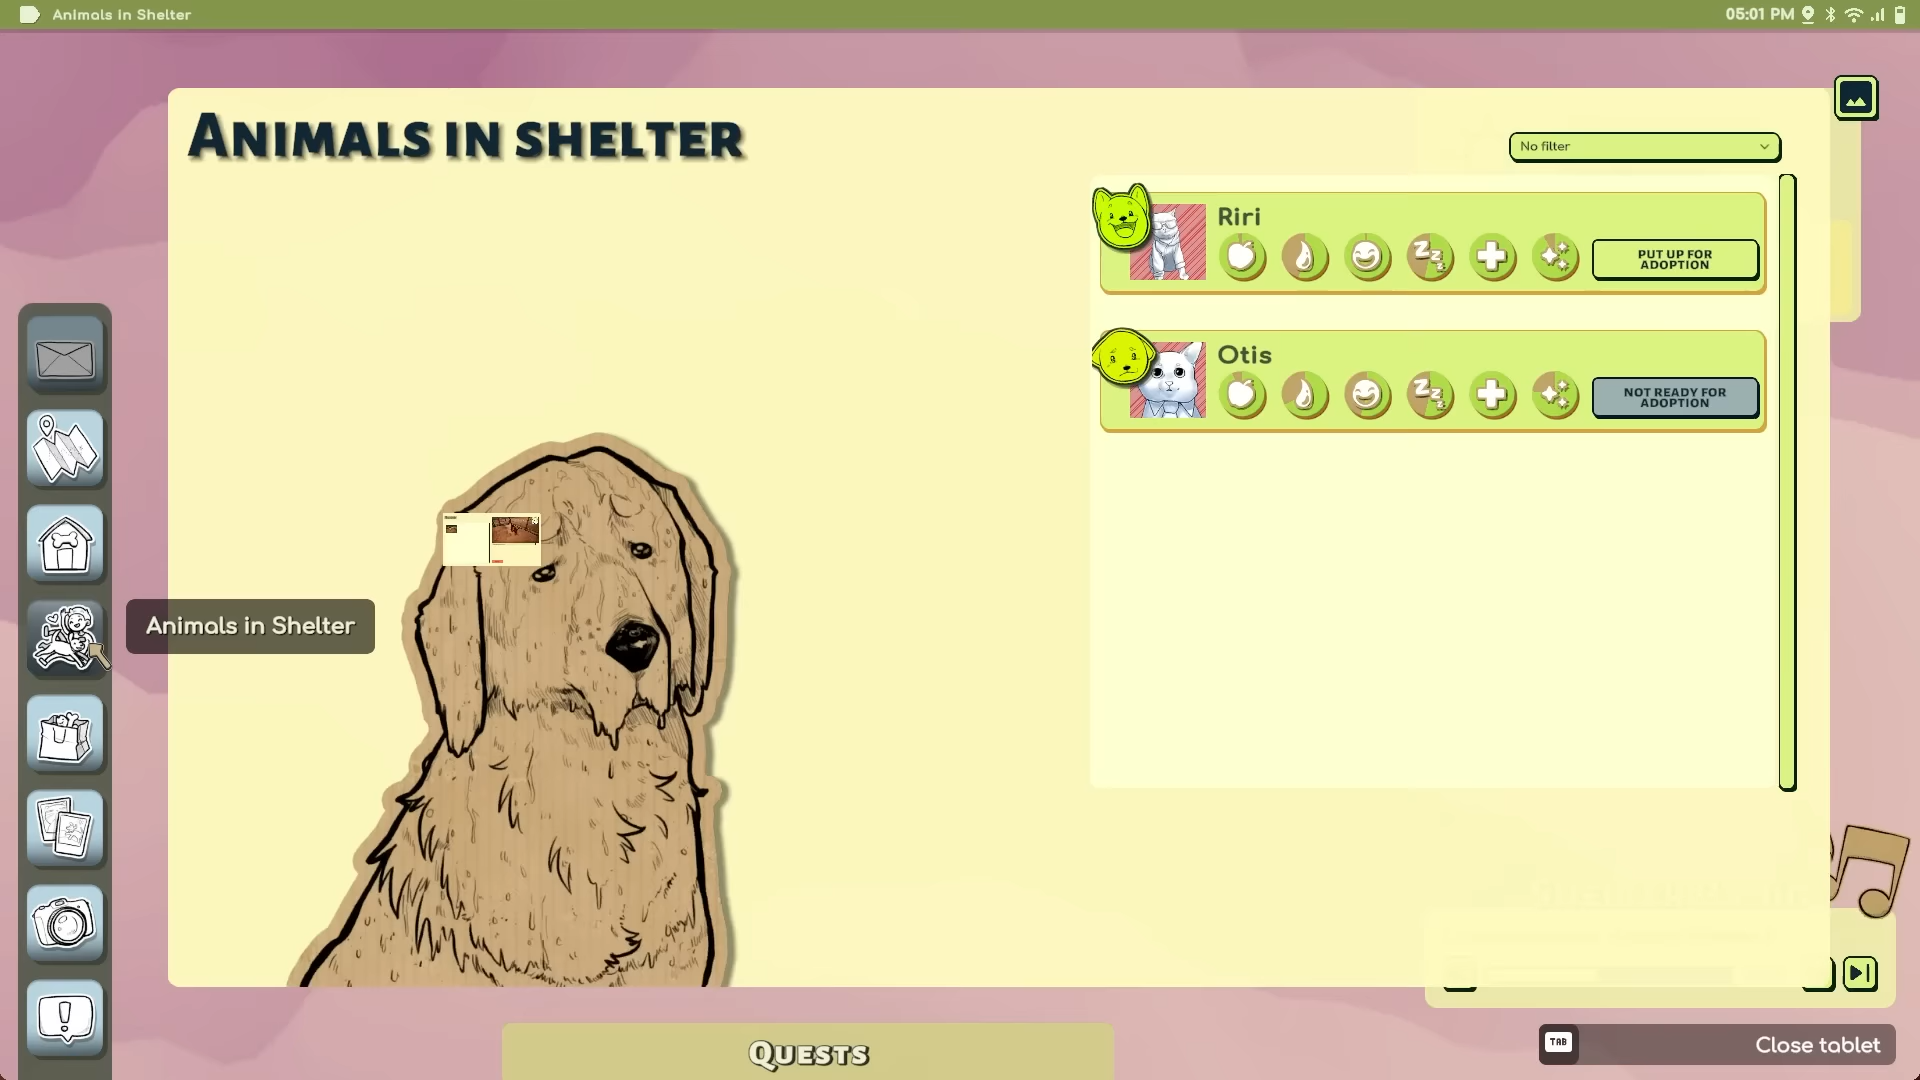 Animals in Shelter
05:01 PM
ANIMALS IN SHELTER
No filter
Riri
PUT UP FOR
ADOPTION
Otis
NOT READY FOR
ADOPTION
Animals in Shelter
QUESTS
TAB
Close tablet